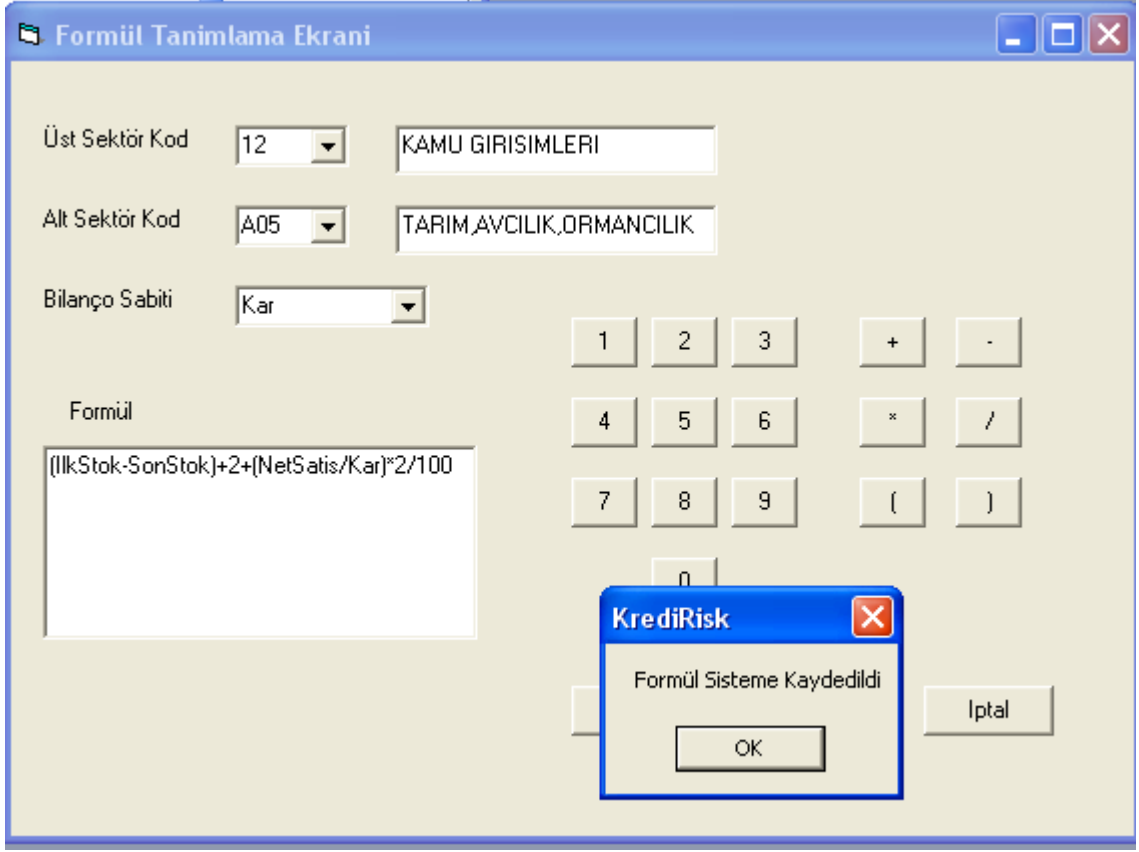 Formül Tanimlama Ekrani
Üst Sektör Kod 12 KAMU GIRISIMLERI
Alt Sektör Kod A05 TARIM,AVCILIK,ORMANCILIK
Bilanço Sabiti Kar
1 2 3 + -
Formül
4 5 6 * /
(IlkStok-SonStok)+2+(NetSatis/Kar)*2/100
7 8 9 ( )
0
KrediRisk
Formül Sisteme Kaydedildi
Iptal
OK